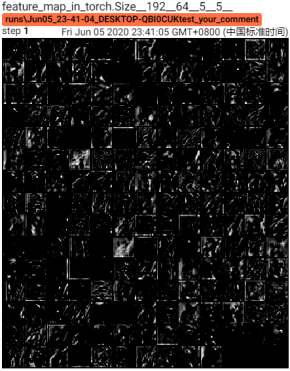 feature_map_in_torch.Size__192__64__5__5__
runs\Jun05_23-41-04_DESKTOP-QBI0CUKtest_your_comment
step 1 Fri Jun 05 2020 23:41:05 GMT+0800 (中国标准时间)